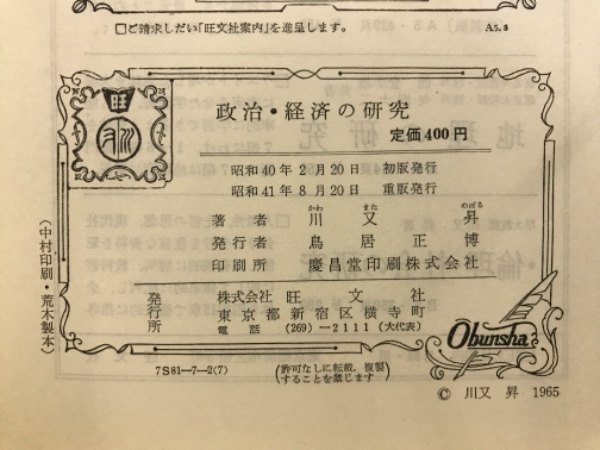 □ご請求しだい「旺文社案内」を進呈します。 A5.5
旺
政治・経済の研究
定価400円
昭和40年2月20日 初版発行
昭和41年8月20日 重版発行
かわ また のぼる
著者 川又昇
発行者 鳥居正博
印刷所 慶昌堂印刷株式会社
発行所 株式会社 旺文社
東京都新宿区横寺町
電話 (269)―2111(大代表)
Obunsha
(中村印刷・荒木製本)
7S81―7―2(7)
(許可なしに転載, 複製
することを禁じます)
© 川又 昇 1965